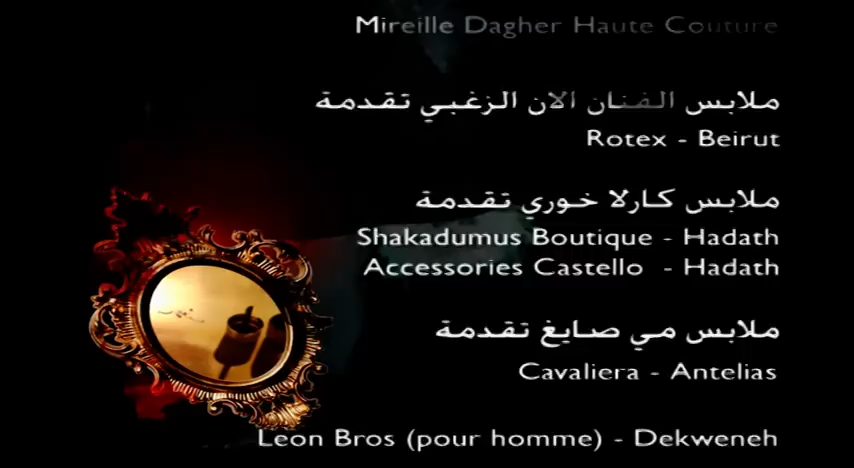 Mireille Dagher Haute Couture
ملابس الفنان الان الزغبي تقدمة
Rotex - Beirut
ملابس كارلا خوري تقدمة
Shakadumus Boutique - Hadath
Accessories Castello - Hadath
ملابس مي صايغ تقدمة
Cavaliera - Antelias
Leon Bros (pour homme) - Dekweneh